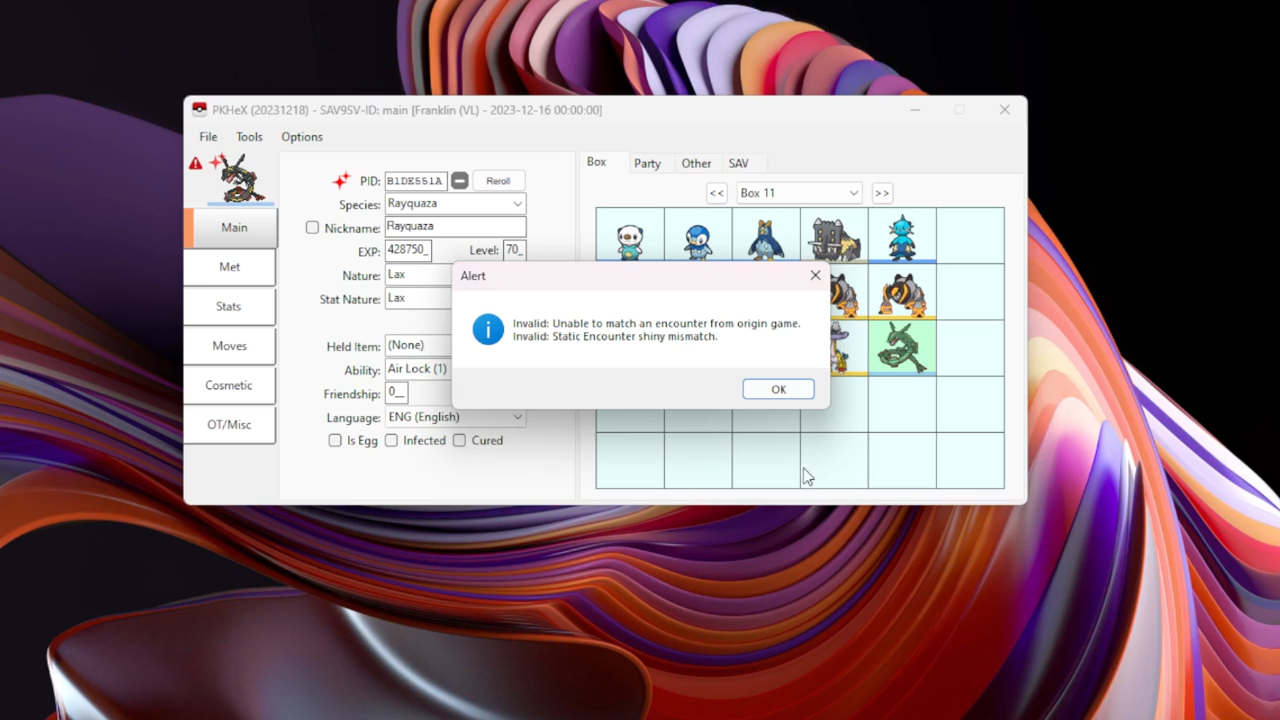 PKHeX (20231218) - SAV9SV-ID: main [Franklin (VL) - 2023-12-16 00:00:00]
File Tools Options
PID: B1DE551A Reroll
Species: Rayquaza
Nickname: Rayquaza
EXP: 428750_ Level: 70_
Nature: Lax
Stat Nature: Lax
Held Item: (None)
Ability: Air Lock (1)
Friendship: 0__
Language: ENG (English)
Is Egg Infected Cured
Main
Met
Stats
Moves
Cosmetic
OT/Misc
Box Party Other SAV
<< Box 11 >>
Alert
Invalid: Unable to match an encounter from origin game.
Invalid: Static Encounter shiny mismatch.
OK